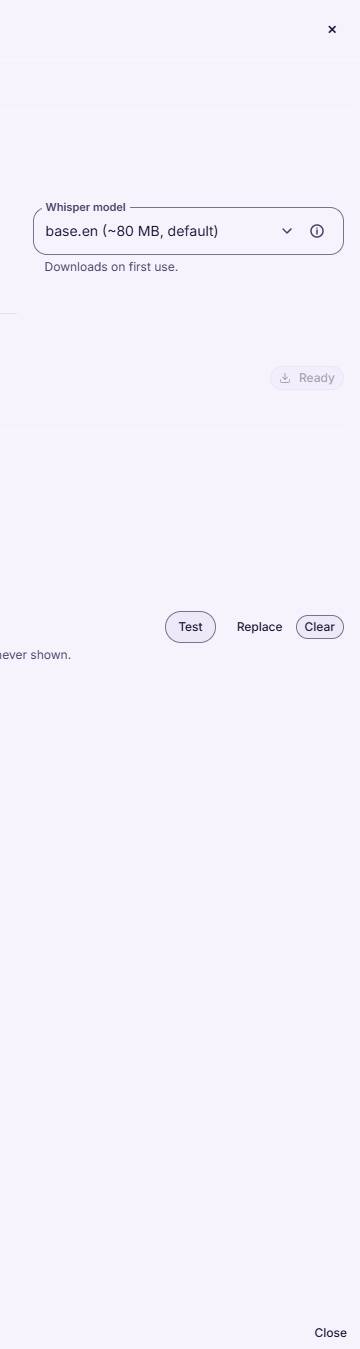 Whisper model
base.en (~80 MB, default)
Downloads on first use.
Ready
Test Replace Clear
never shown.
Close